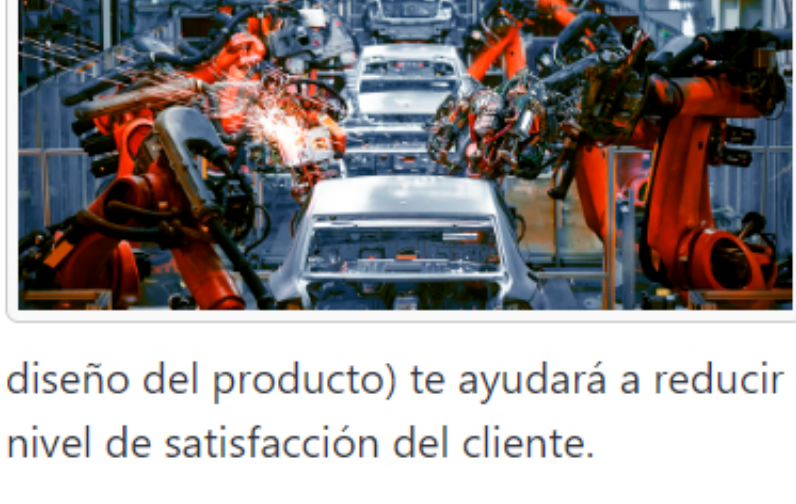 diseño del producto) te ayudará a reducir
nivel de satisfacción del cliente.